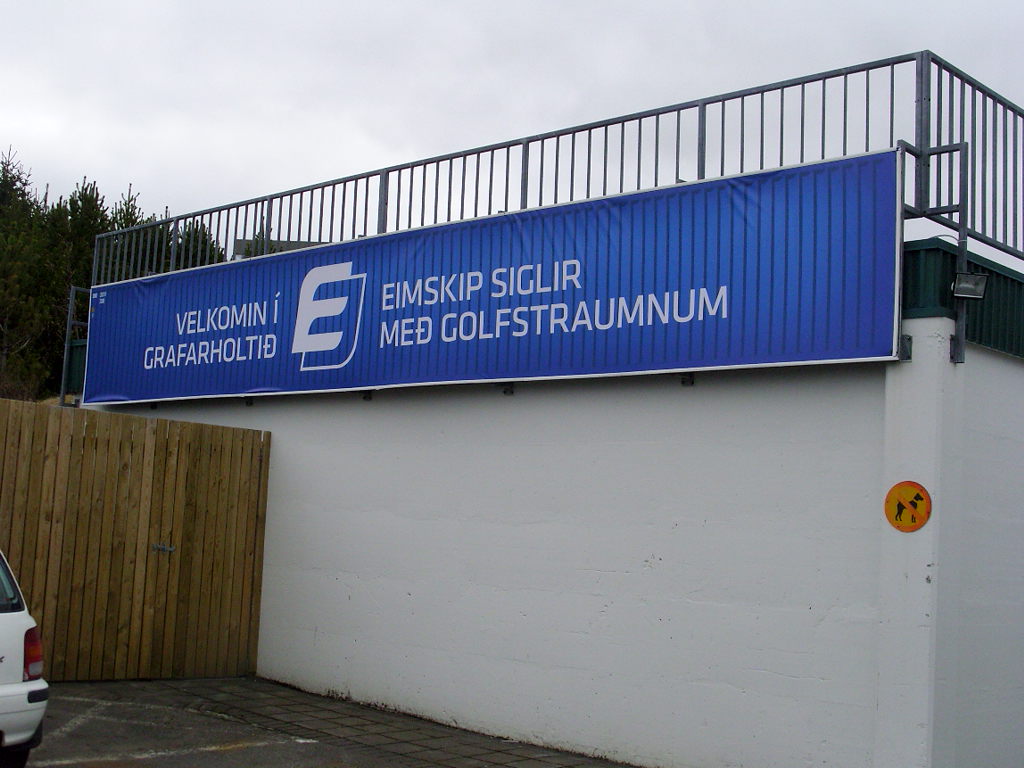 VELKOMIN Í
GRAFARHOLTIÐ
E
EIMSKIP SIGLIR
MEÐ GOLFSTRAUMNUM